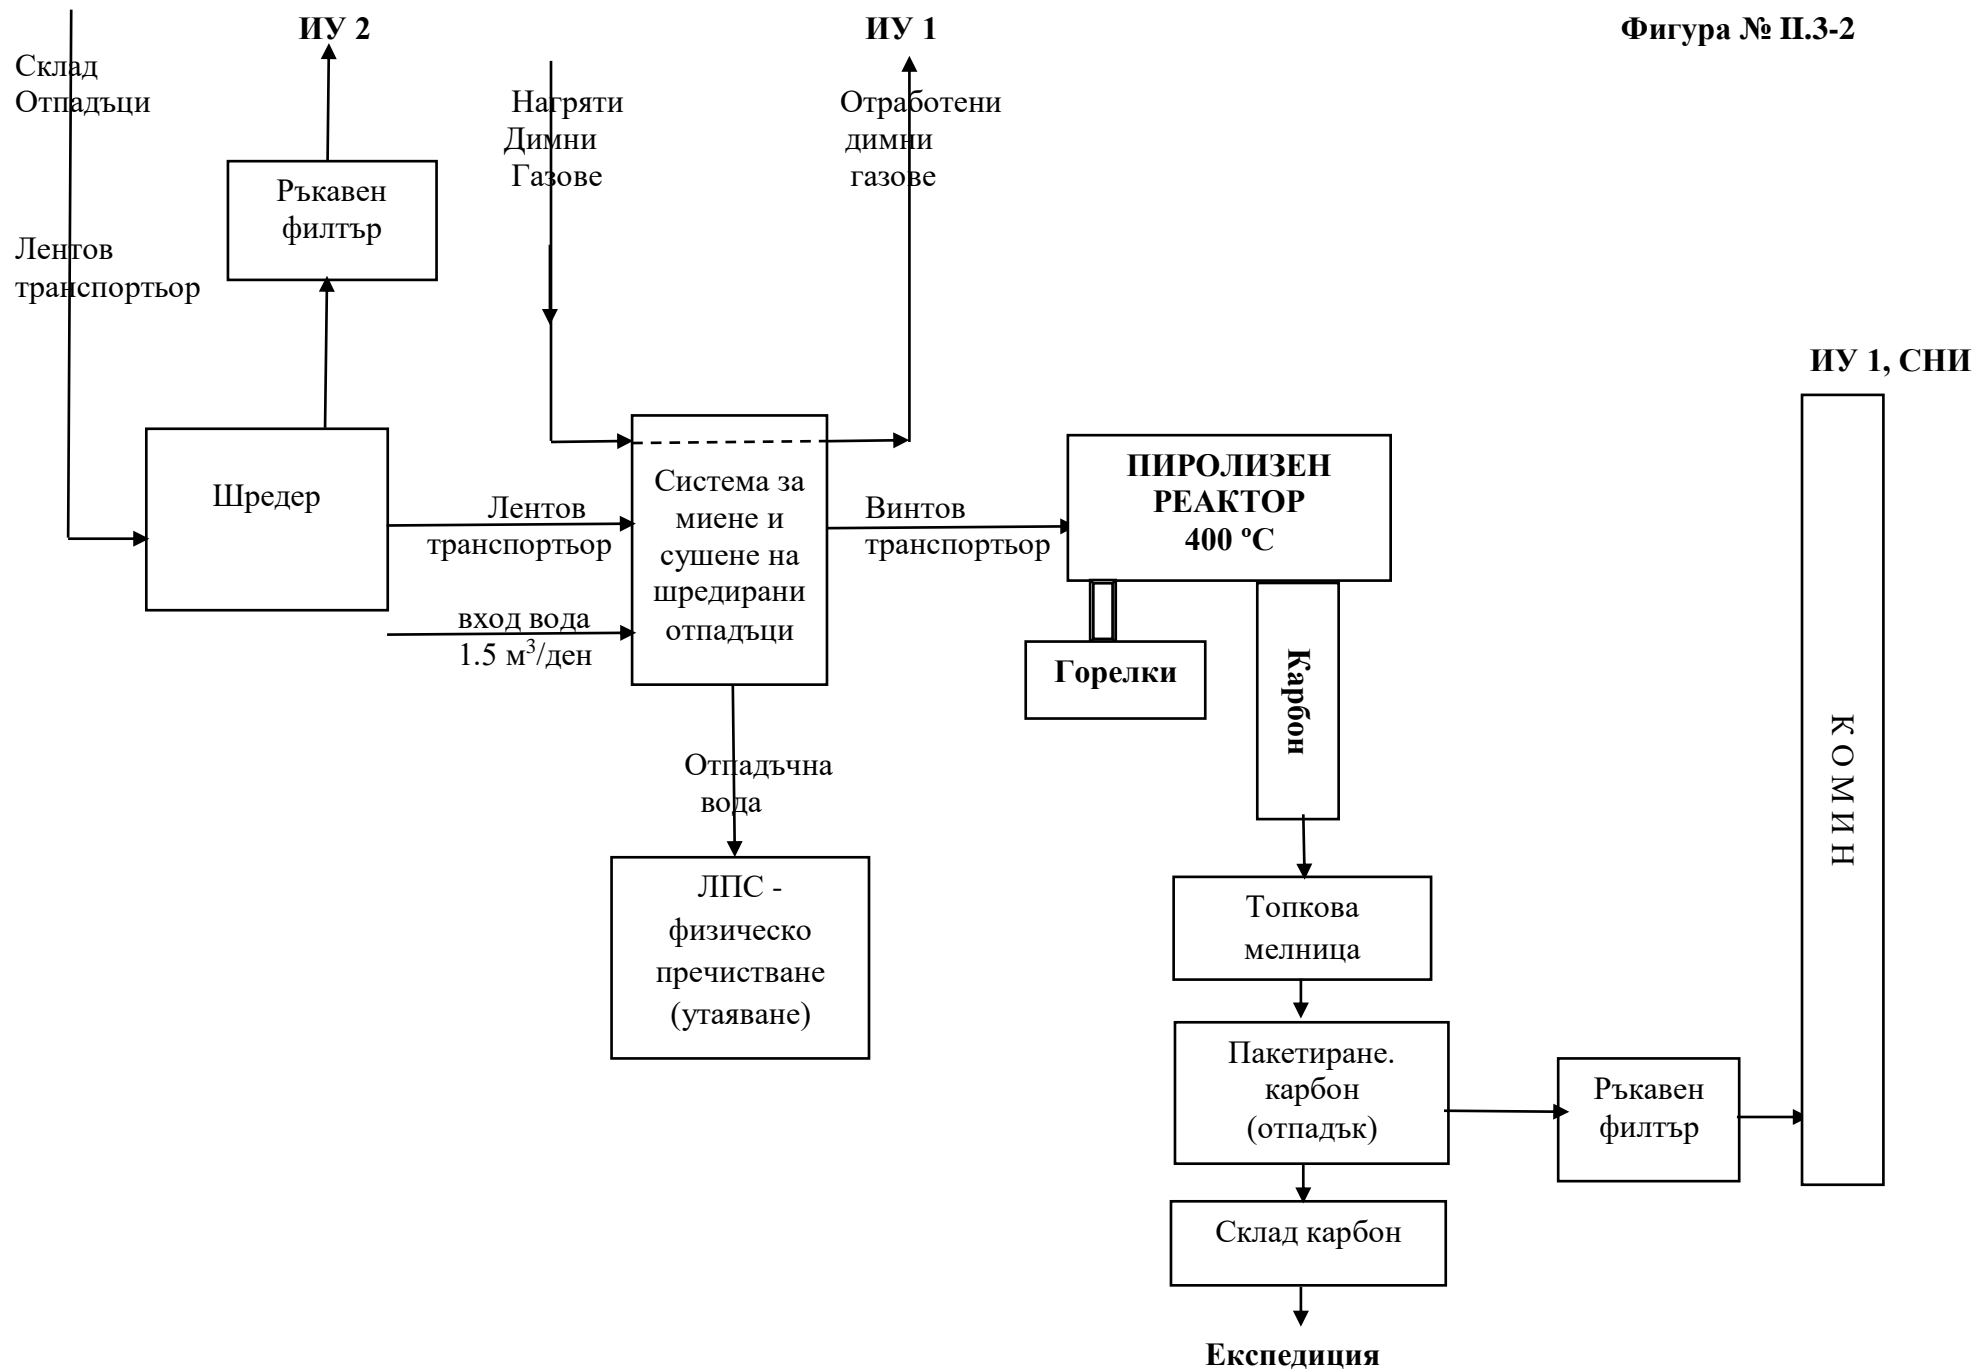 ИУ 2
ИУ 1
Фигура № II.3-2
Склад
Отпадъци
Нагряти
Димни
Газове
Отработени
димни
газове
Ръкавен
филтър
Лентов
транспортьор
ИУ 1, СНИ
Шредер
Лентов
транспортьор
вход вода
1.5 м³/ден
Система за
миене и
сушене на
шредирани
отпадъци
Винтов
транспортьор
ПИРОЛИЗЕН
РЕАКТОР
400 ºС
Горелки
Карбон
К О М И Н
Отпадъчна
вода
ЛПС -
физическо
пречистване
(утаяване)
Топкова
мелница
Пакетиране.
карбон
(отпадък)
Ръкавен
филтър
Склад карбон
Експедиция